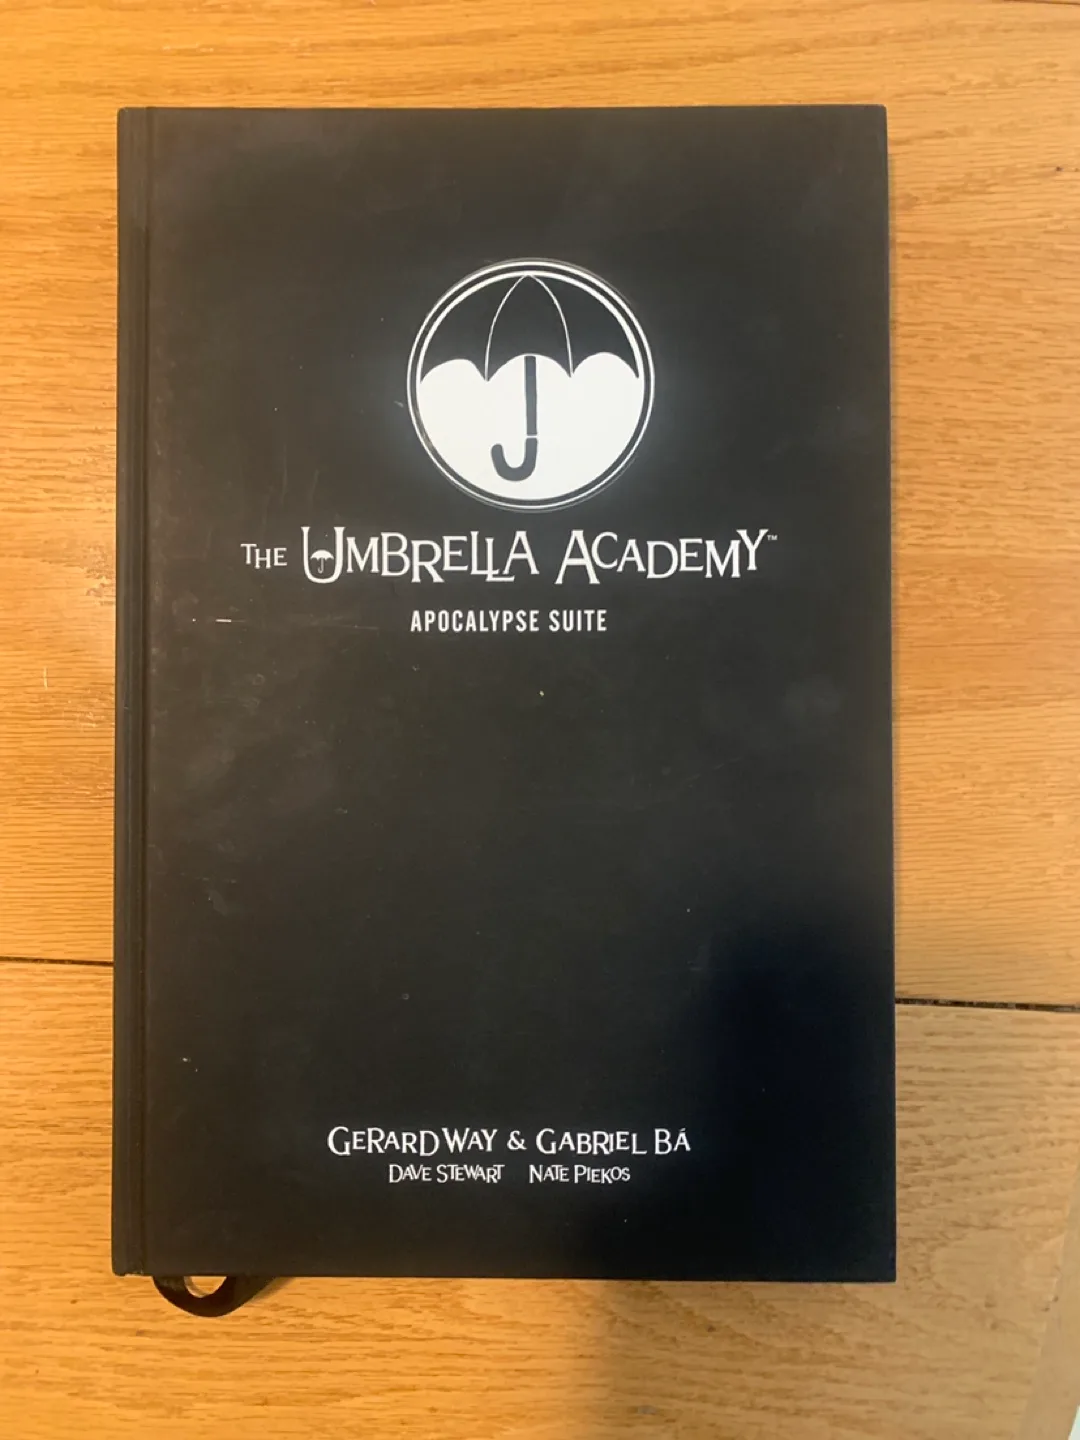 THE UMBRELLA ACADEMY™
APOCALYPSE SUITE
GERARD WAY & GABRIEL BÁ
DAVE STEWART NATE PIEKOS